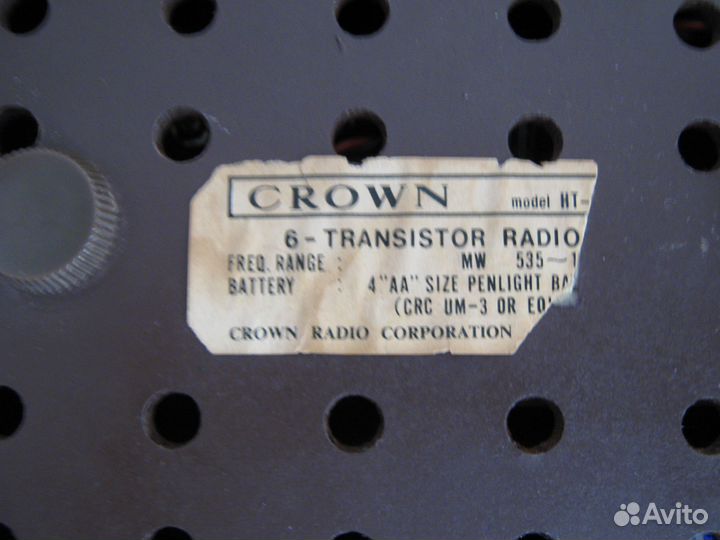 CROWN model HT-
6-TRANSISTOR RADIO
FREQ. RANGE : MW 535-1
BATTERY : 4"AA" SIZE PENLIGHT BA
(CRC UM-3 OR EQ
CROWN RADIO CORPORATION
Avito